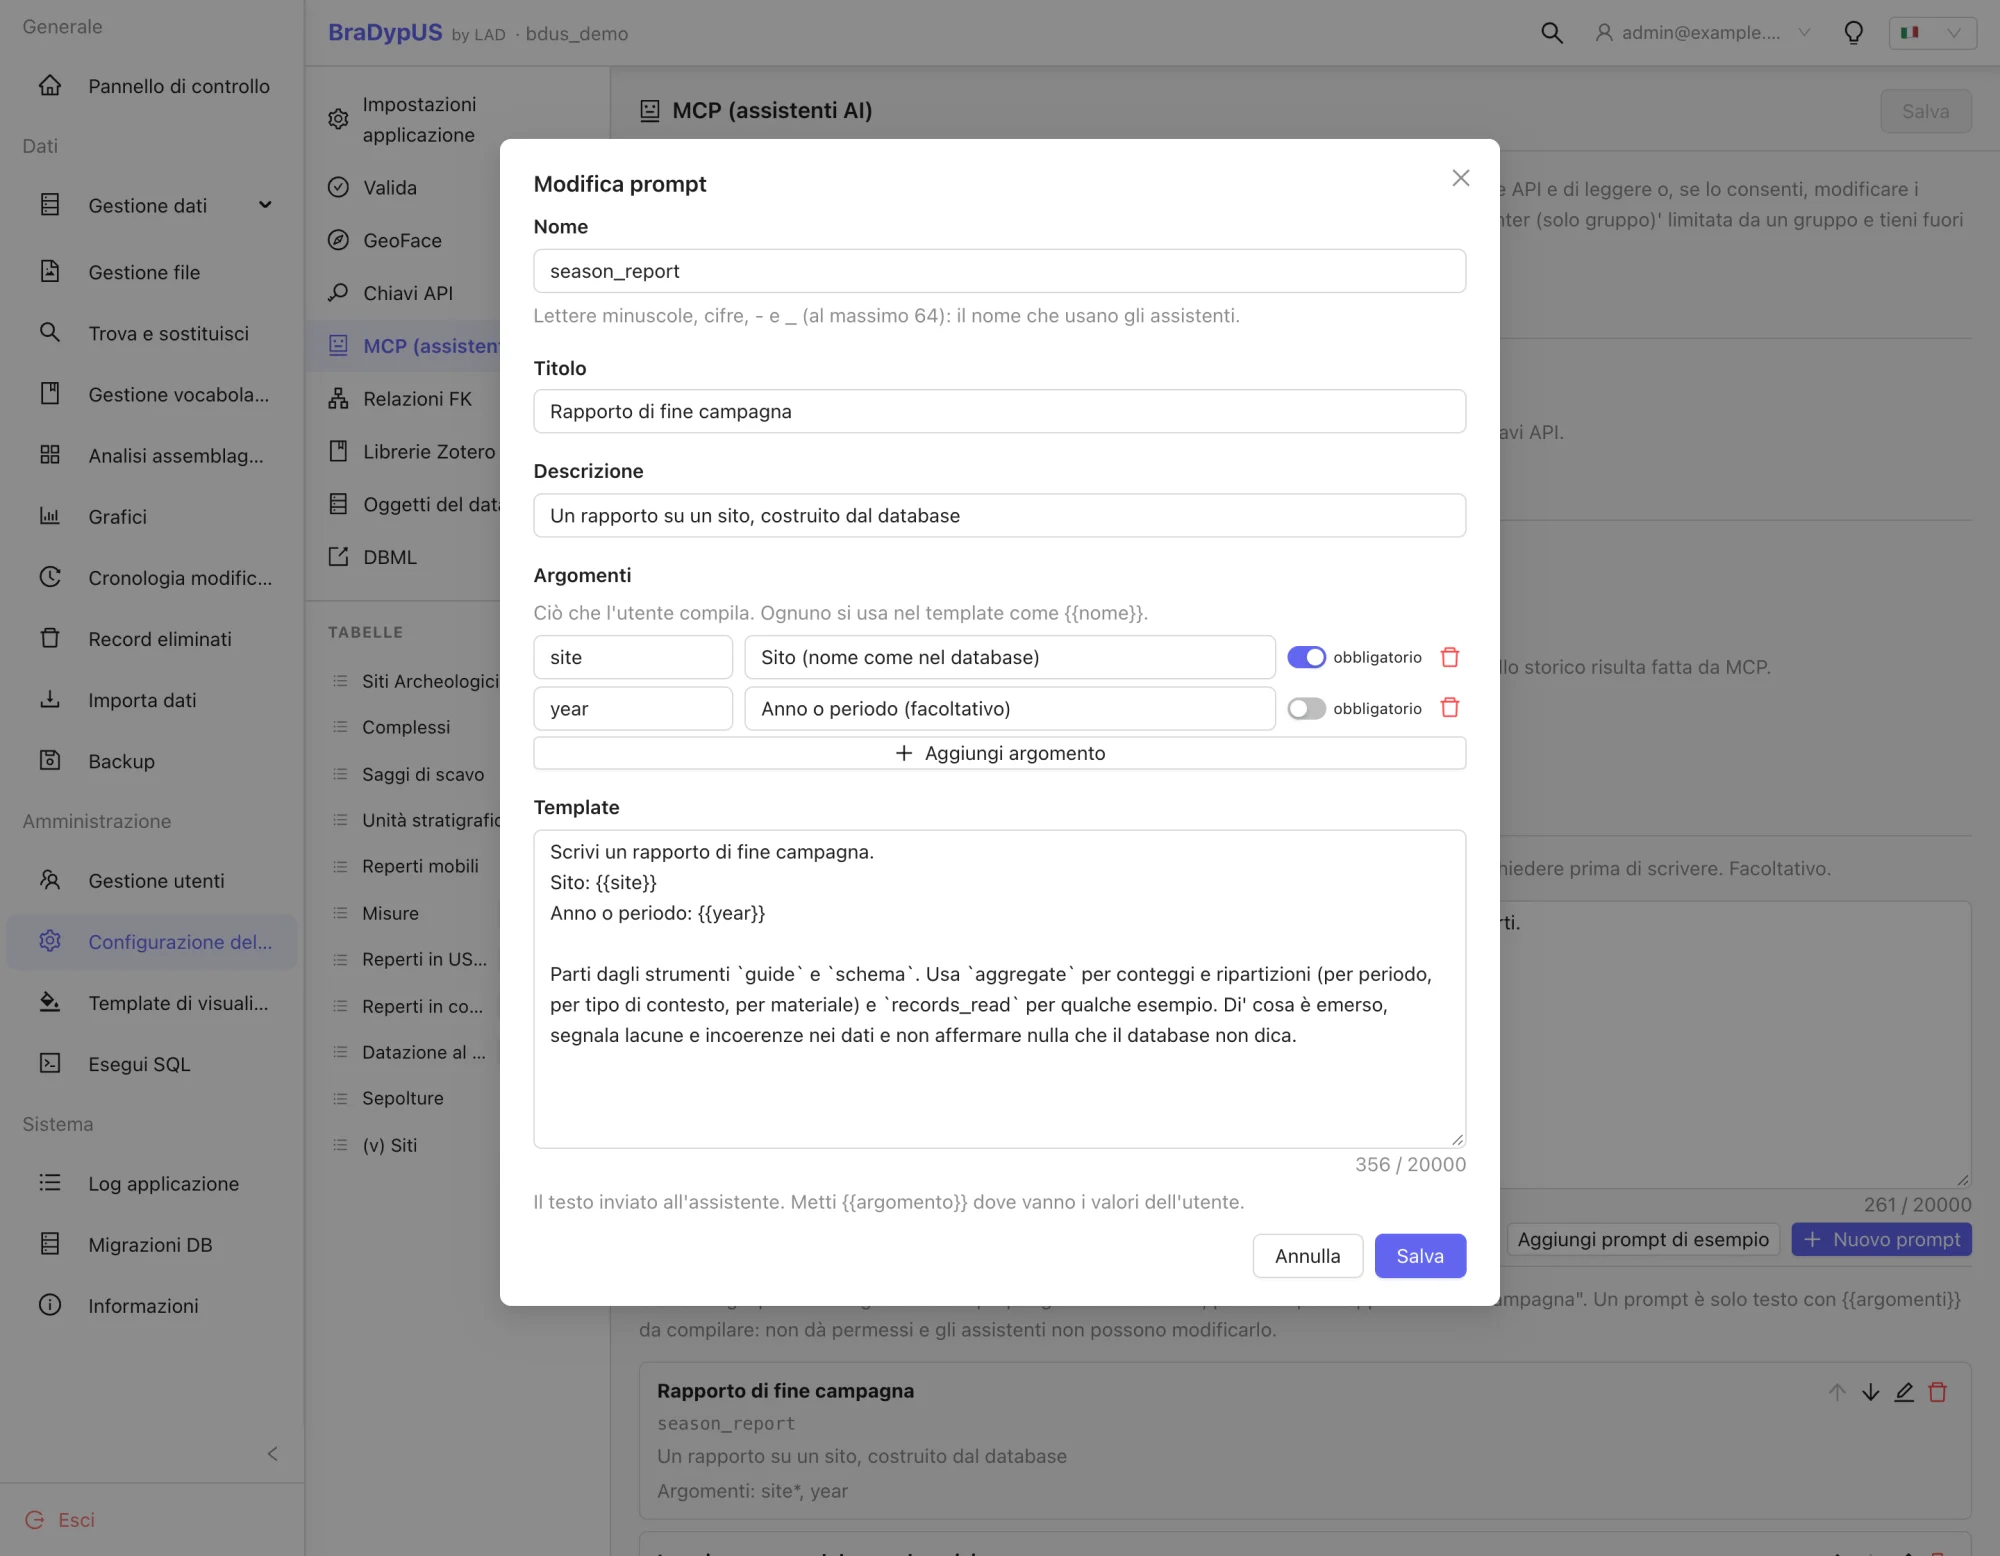 Generale
Pannello di controllo
Dati
Gestione dati
Gestione file
Trova e sostituisci
Gestione vocabola...
Analisi assemblag...
Grafici
Cronologia modific...
Record eliminati
Importa dati
Backup
Amministrazione
Gestione utenti
Configurazione del...
Template di visuali...
Esegui SQL
Sistema
Log applicazione
Migrazioni DB
Informazioni
Esci
BraDypUS by LAD · bdus_demo
admin@example....
Impostazioni
applicazione
Valida
GeoFace
Chiavi API
MCP (assistent
Relazioni FK
Librerie Zotero
Oggetti del dat
DBML
TABELLE
Siti Archeologici
Complessi
Saggi di scavo
Unità stratigrafic
Reperti mobili
Misure
Reperti in US...
Reperti in co...
Datazione al ...
Sepolture
(v) Siti
MCP (assistenti AI)
Salva
e API e di leggere o, se lo consenti, modificare i
nter (solo gruppo)' limitata da un gruppo e tieni fuori
avi API.
llo storico risulta fatta da MCP.
hiedere prima di scrivere. Facoltativo.
rti.
261 / 20000
Aggiungi prompt di esempio
Nuovo prompt
ampagna". Un prompt è solo testo con {{argomenti}}
da compilare: non dà permessi e gli assistenti non possono modificarlo.
Rapporto di fine campagna
season_report
Un rapporto su un sito, costruito dal database
Argomenti: site*, year
Modifica prompt
Nome
season_report
Lettere minuscole, cifre, - e _ (al massimo 64): il nome che usano gli assistenti.
Titolo
Rapporto di fine campagna
Descrizione
Un rapporto su un sito, costruito dal database
Argomenti
Ciò che l'utente compila. Ognuno si usa nel template come {{nome}}.
site
Sito (nome come nel database)
obbligatorio
year
Anno o periodo (facoltativo)
obbligatorio
Aggiungi argomento
Template
Scrivi un rapporto di fine campagna.
Sito: {{site}}
Anno o periodo: {{year}}
Parti dagli strumenti `guide` e `schema`. Usa `aggregate` per conteggi e ripartizioni (per periodo,
per tipo di contesto, per materiale) e `records_read` per qualche esempio. Di' cosa è emerso,
segnala lacune e incoerenze nei dati e non affermare nulla che il database non dica.
356 / 20000
Il testo inviato all'assistente. Metti {{argomento}} dove vanno i valori dell'utente.
Annulla
Salva